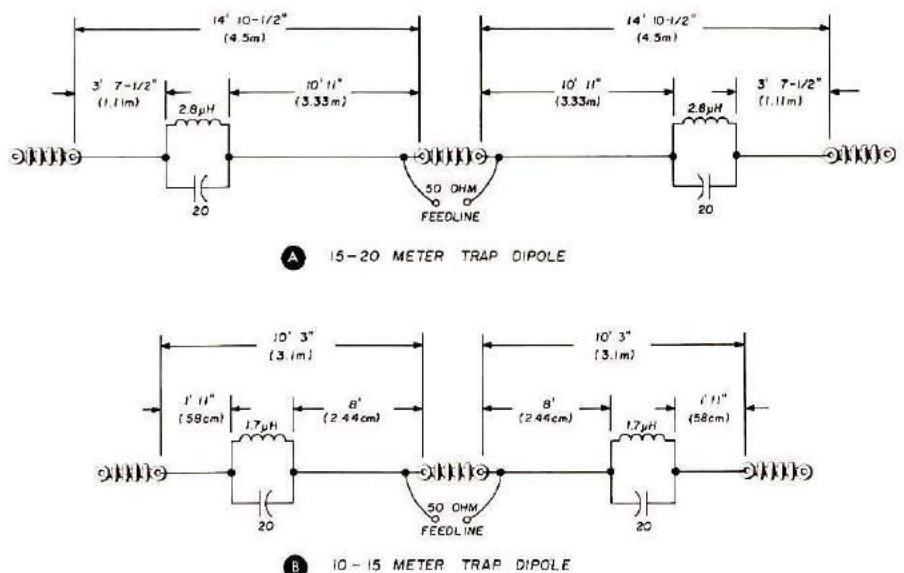 14' 10-1/2" 14' 10-1/2"
(4.5m) (4.5m)
3' 7-1/2" 10' 11" 10' 11" 3' 7-1/2"
(1.11m) (3.33m) (3.33m) (1.11m)
2.8μH 2.8μH
20 50 OHM 20
FEEDLINE
A 15-20 METER TRAP DIPOLE
10' 3" 10' 3"
(3.1m) (3.1m)
1' 11" 8' 8' 1' 11"
(58cm) (2.44cm) (2.44cm) (58cm)
1.7μH 1.7μH
20 50 OHM 20
FEEDLINE
B 10-15 METER TRAP DIPOLE